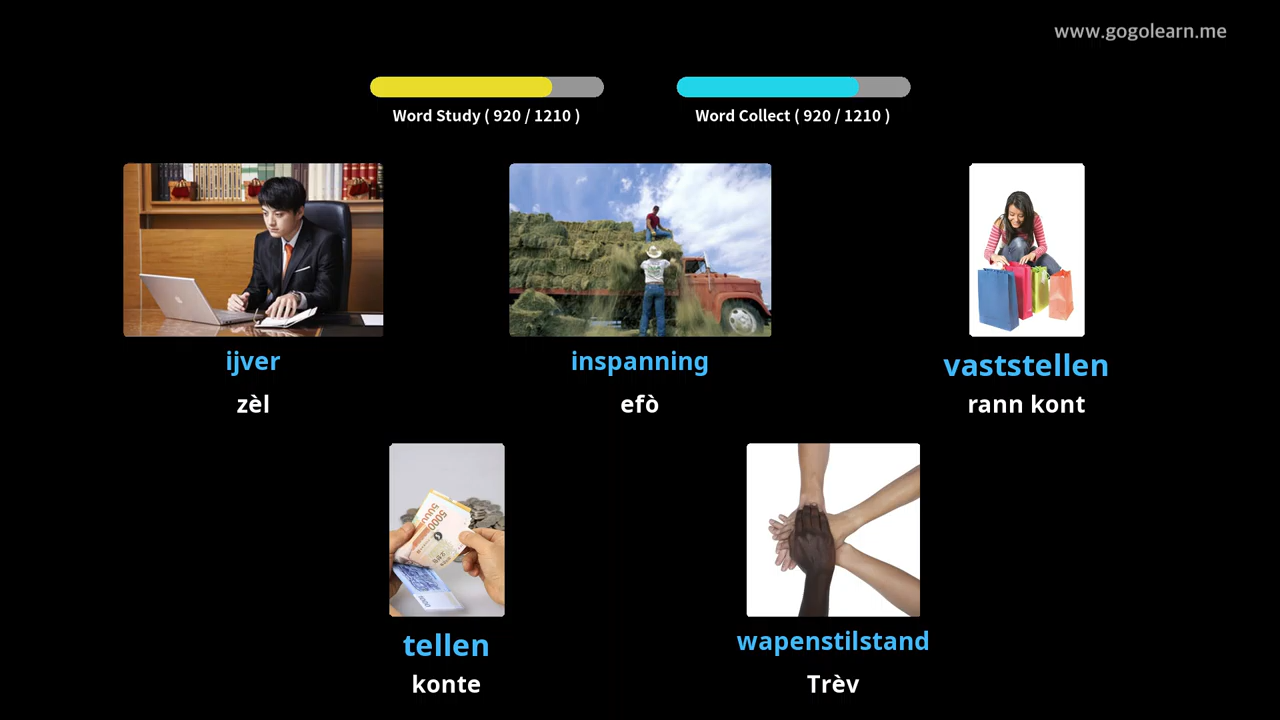 www.gogolearn.me
Word Study ( 920 / 1210 )
Word Collect ( 920 / 1210 )
ijver
inspanning
vaststellen
zèl
efò
rann kont
tellen
wapenstilstand
konte
Trèv